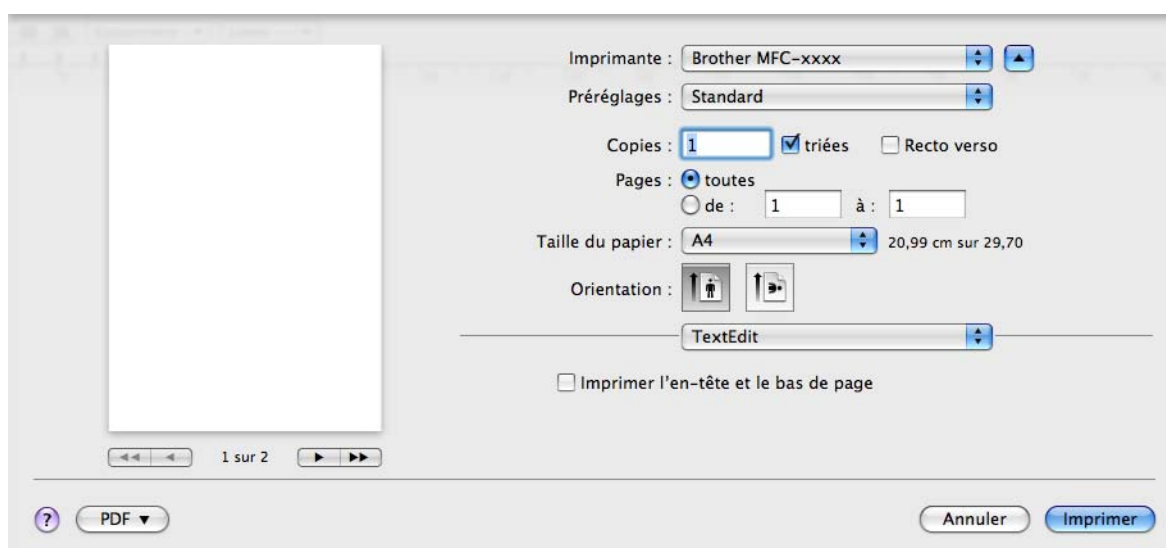 Imprimante : Brother MFC-xxxx
Préréglages : Standard
Copies : 1 triées Recto verso
Pages : toutes
de : 1 à : 1
Taille du papier : A4 20,99 cm sur 29,70
Orientation :
TextEdit
Imprimer l'en-tête et le bas de page
1 sur 2
? PDF Annuler Imprimer